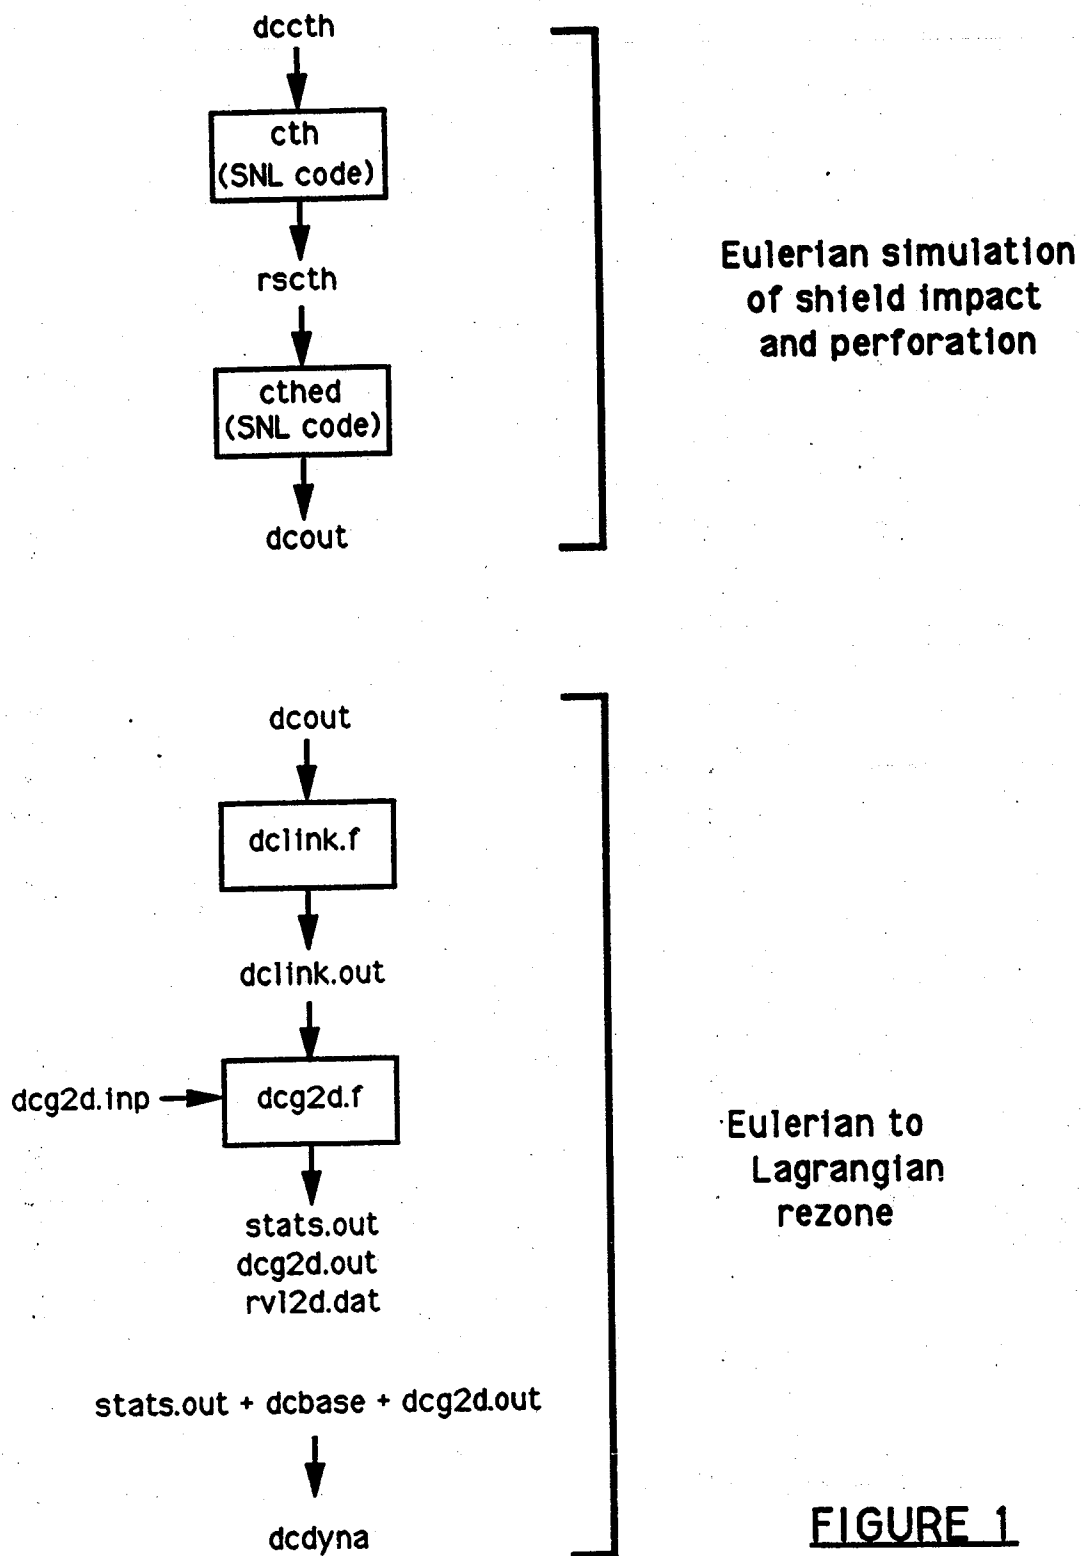 dccth
cth
(SNL code)
rscth
cthed
(SNL code)
dcout
Eulerian simulation
of shield impact
and perforation
dcout
dclink.f
dclink.out
dcg2d.inp
dcg2d.f
stats.out
dcg2d.out
rvl2d.dat
Eulerian to
Lagrangian
rezone
stats.out + dcbase + dcg2d.out
dcdyna
FIGURE 1